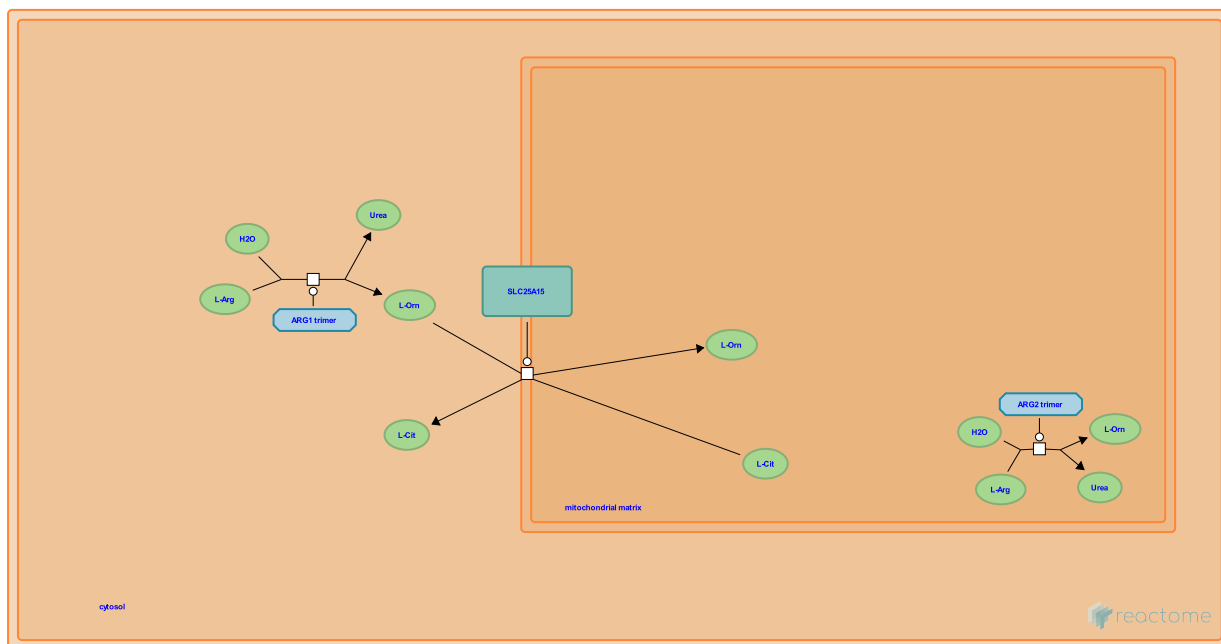 Urea
H2O
SLC25A15
L-Arg
L-Orn
ARG1 trimer
L-Orn
ARG2 trimer
L-Cit
H2O
L-Orn
L-Cit
L-Arg
Urea
mitochondrial matrix
cytosol
reactome